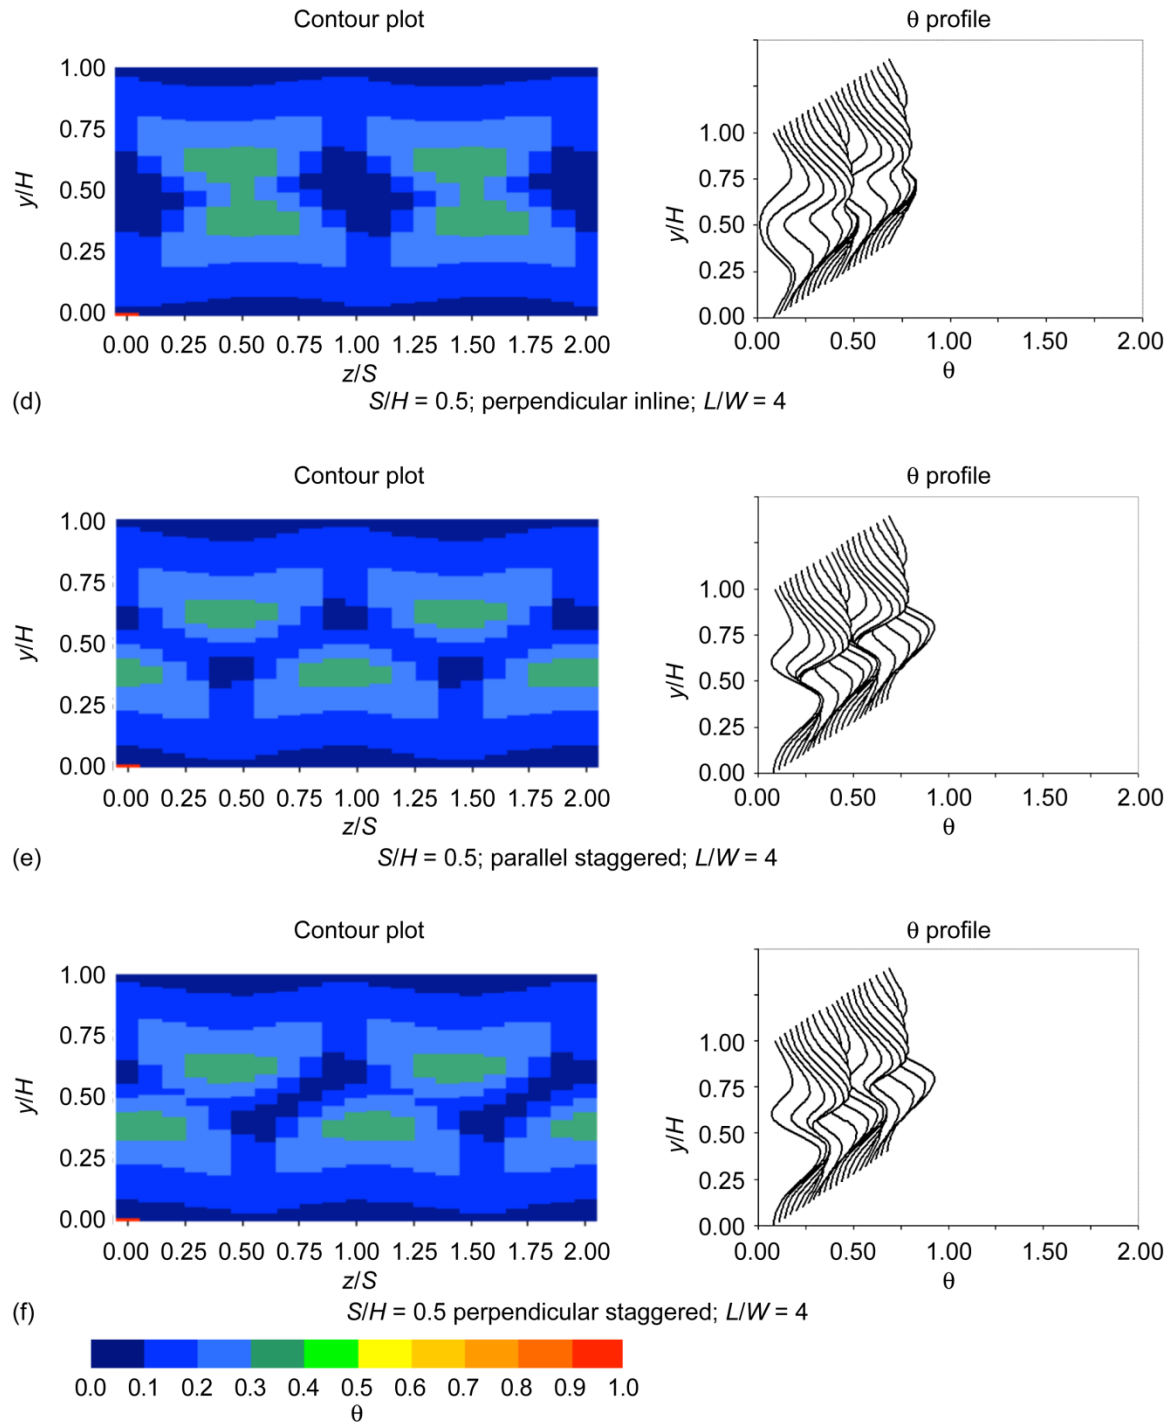 Contour plot
θ profile
1.00
0.75
0.50
0.25
0.00
y/H
0.00 0.25 0.50 0.75 1.00 1.25 1.50 1.75 2.00
z/S
1.00
0.75
0.50
0.25
0.00
y/H
0.00 0.50 1.00 1.50 2.00
θ
(d) S/H = 0.5; perpendicular inline; L/W = 4
Contour plot
θ profile
1.00
0.75
0.50
0.25
0.00
y/H
0.00 0.25 0.50 0.75 1.00 1.25 1.50 1.75 2.00
z/S
1.00
0.75
0.50
0.25
0.00
y/H
0.00 0.50 1.00 1.50 2.00
θ
(e) S/H = 0.5; parallel staggered; L/W = 4
Contour plot
θ profile
1.00
0.75
0.50
0.25
0.00
y/H
0.00 0.25 0.50 0.75 1.00 1.25 1.50 1.75 2.00
z/S
1.00
0.75
0.50
0.25
0.00
y/H
0.00 0.50 1.00 1.50 2.00
θ
(f) S/H = 0.5 perpendicular staggered; L/W = 4
0.0 0.1 0.2 0.3 0.4 0.5 0.6 0.7 0.8 0.9 1.0
θ